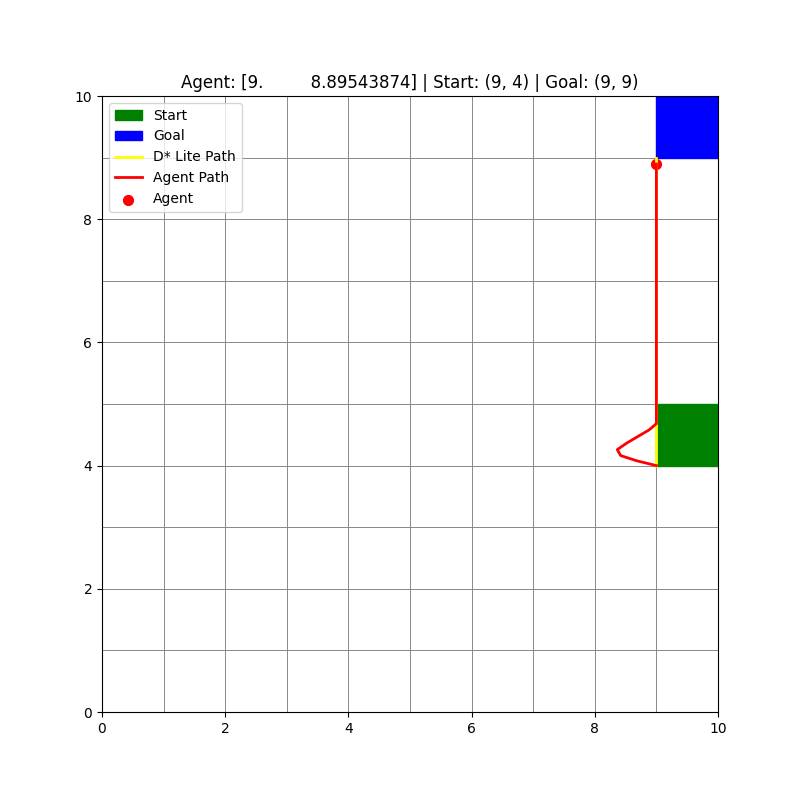 Agent: [9.         8.89543874] | Start: (9, 4) | Goal: (9, 9)
Start
Goal
D* Lite Path
Agent Path
Agent
10
8
6
4
2
0
0 2 4 6 8 10